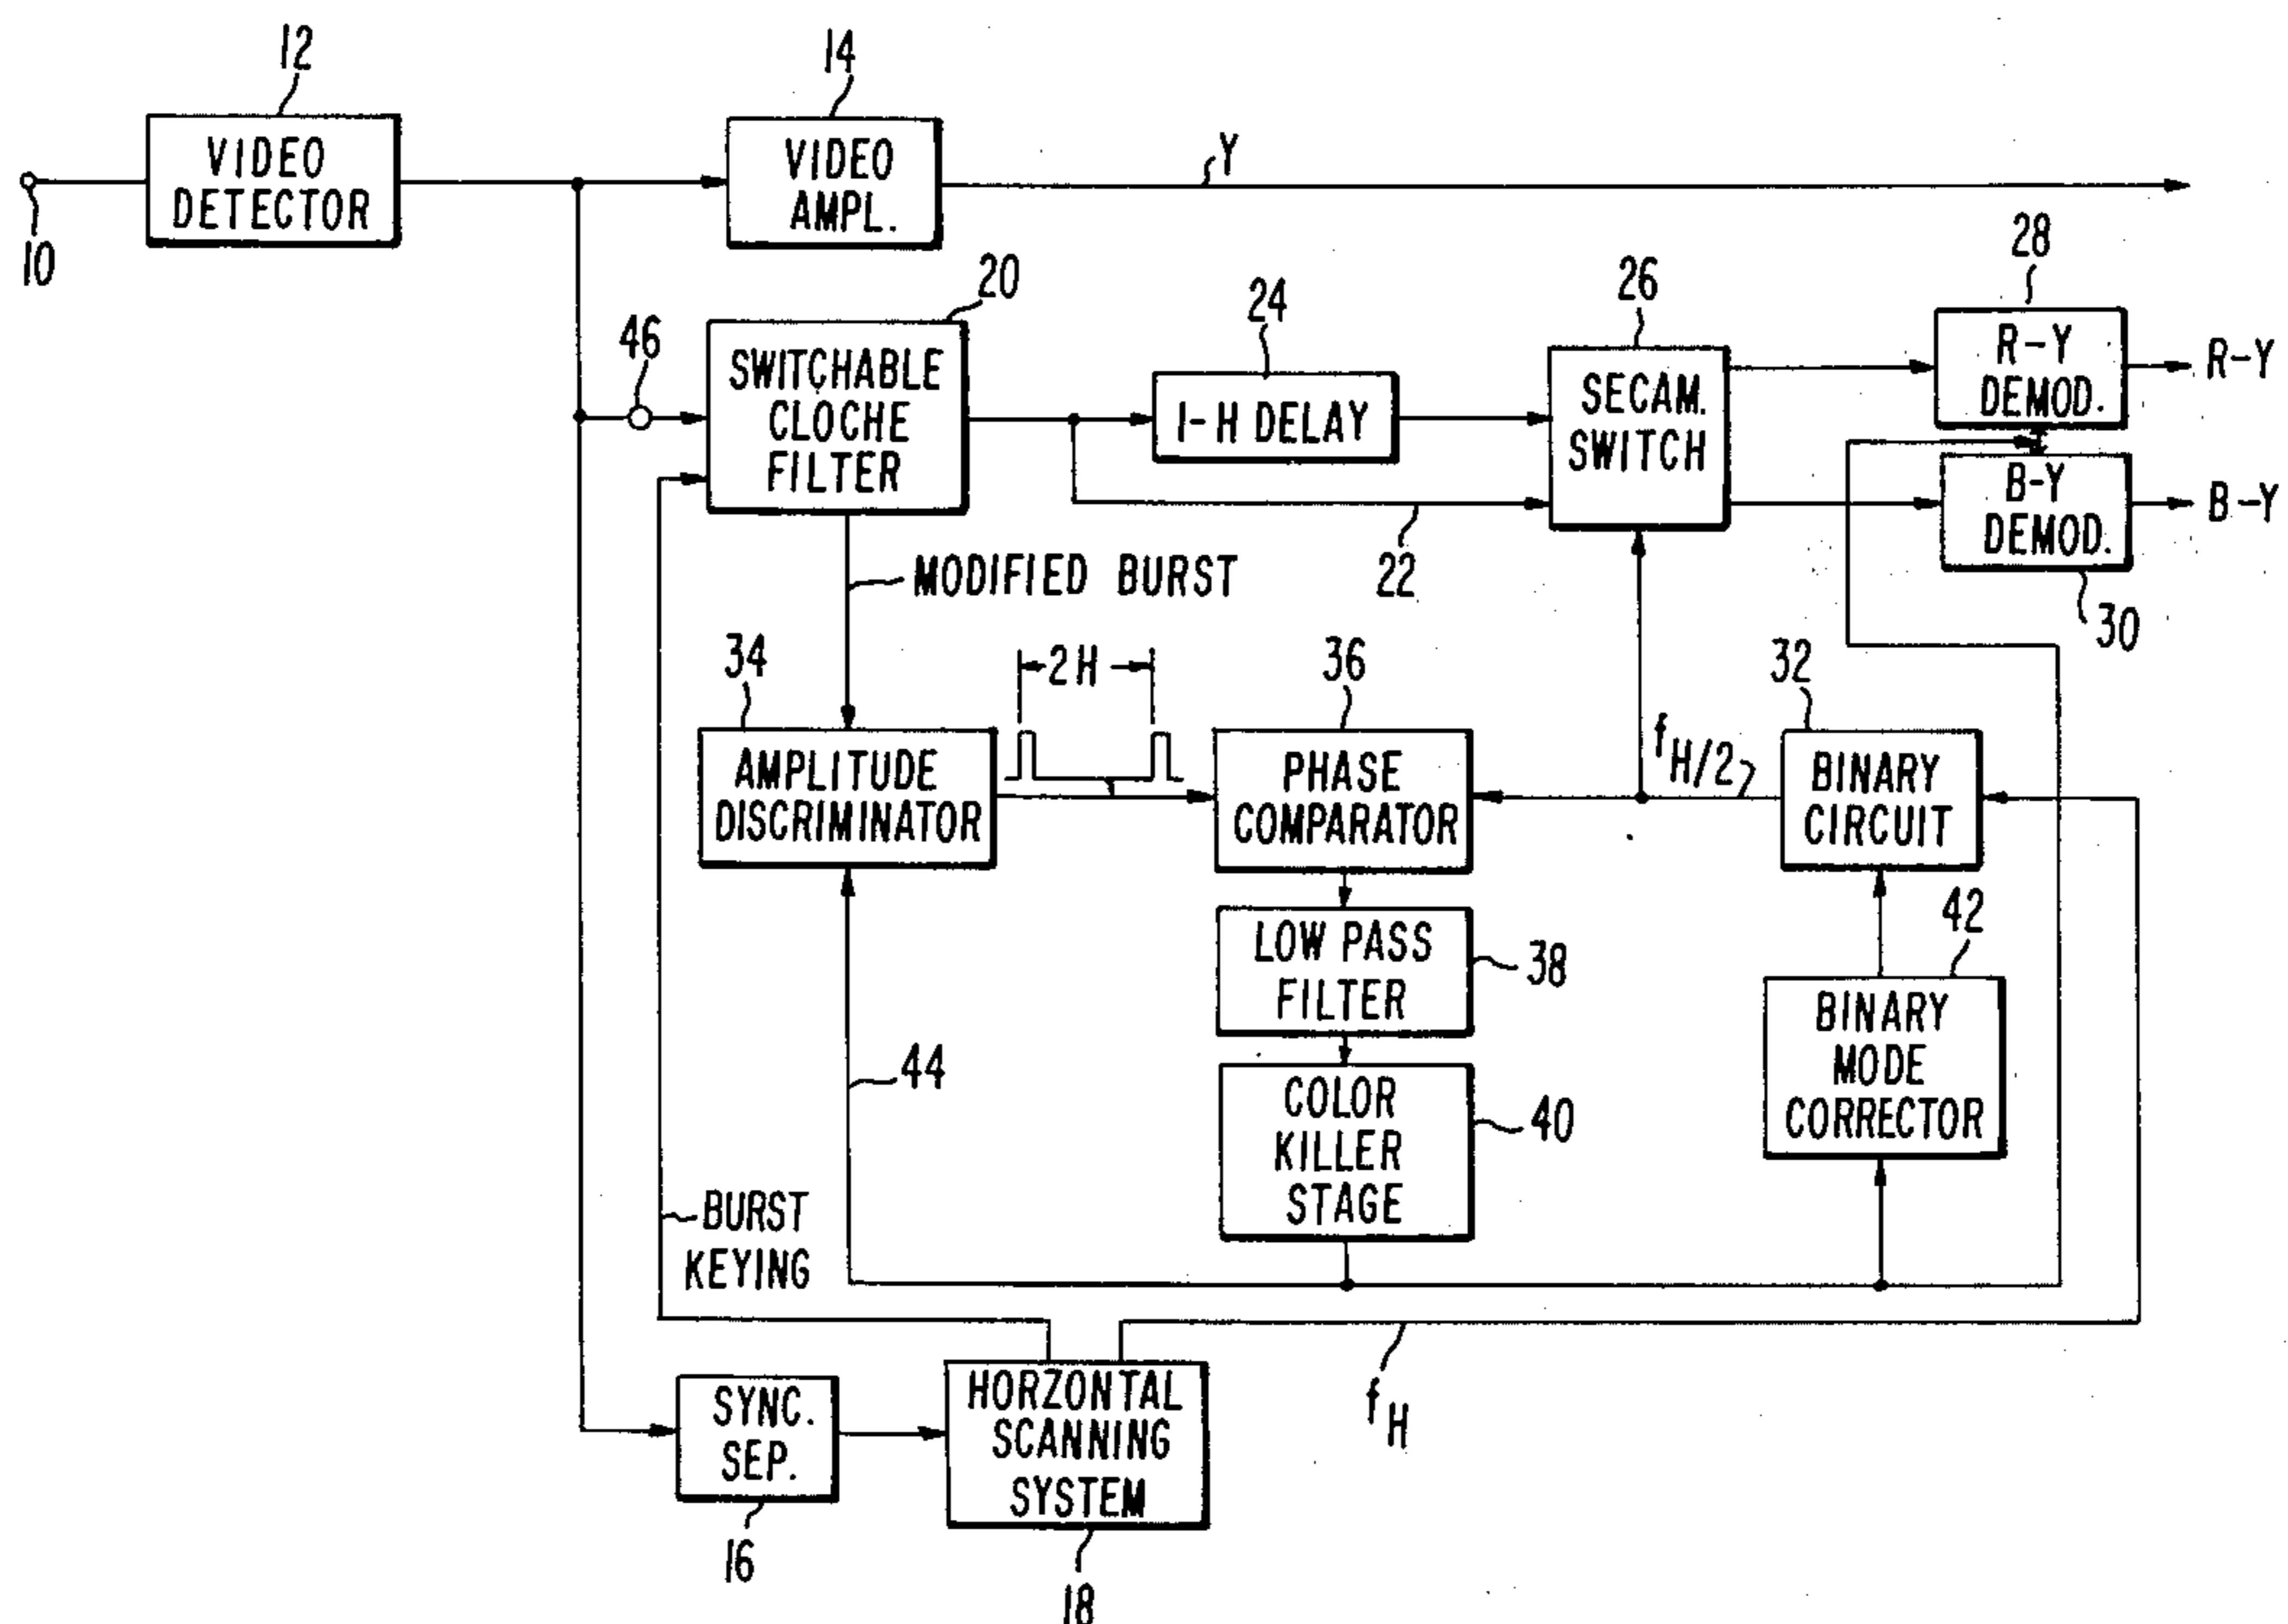 12
VIDEO
DETECTOR
10
14
VIDEO
AMPL.
Y
46
20
SWITCHABLE
CLOCHE
FILTER
24
1-H DELAY
22
26
SECAM.
SWITCH
28
R-Y
DEMOD.
R-Y
B-Y
DEMOD.
B-Y
30
MODIFIED BURST
34
AMPLITUDE
DISCRIMINATOR
2H
36
PHASE
COMPARATOR
fH/2
32
BINARY
CIRCUIT
LOW PASS
FILTER
38
42
BINARY
MODE
CORRECTOR
44
COLOR
KILLER
STAGE
40
BURST
KEYING
SYNC.
SEP.
16
HORZONTAL
SCANNING
SYSTEM
18
fH